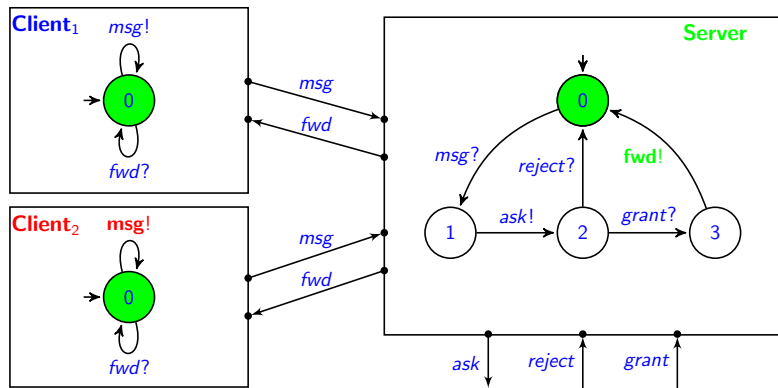 Client₁
msg!
0
fwd?
msg
fwd
Server
0
msg?
reject?
fwd!
1
ask!
2
grant?
3
Client₂
msg!
0
fwd?
msg
fwd
ask
reject
grant